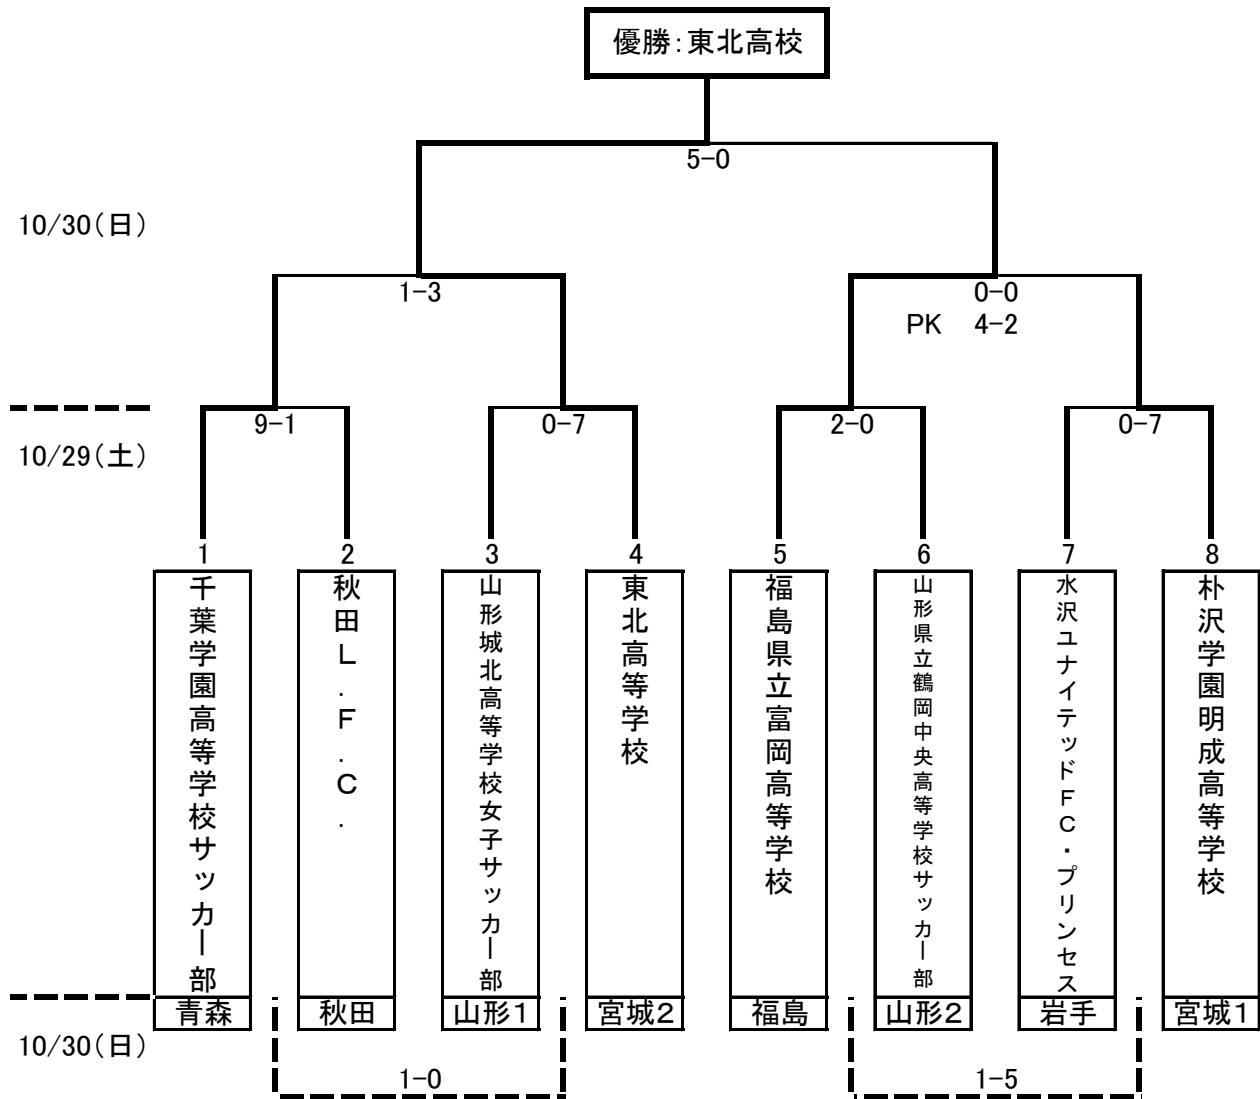 優勝：東北高校
5-0
10/30（日）
1-3
0-0
PK 4-2
9-1
0-7
2-0
0-7
10/29（土）
1
2
3
4
5
6
7
8
千葉学園高等学校サッカー部
秋田L.F.C.
山形城北高等学校女子サッカー部
東北高等学校
福島県立富岡高等学校
山形県立鶴岡中央高等学校サッカー部
水沢ユナイテッドFC・プリンセス
朴沢学園明成高等学校
青森
秋田
山形1
宮城2
福島
山形2
岩手
宮城1
10/30（日）
1-0
1-5